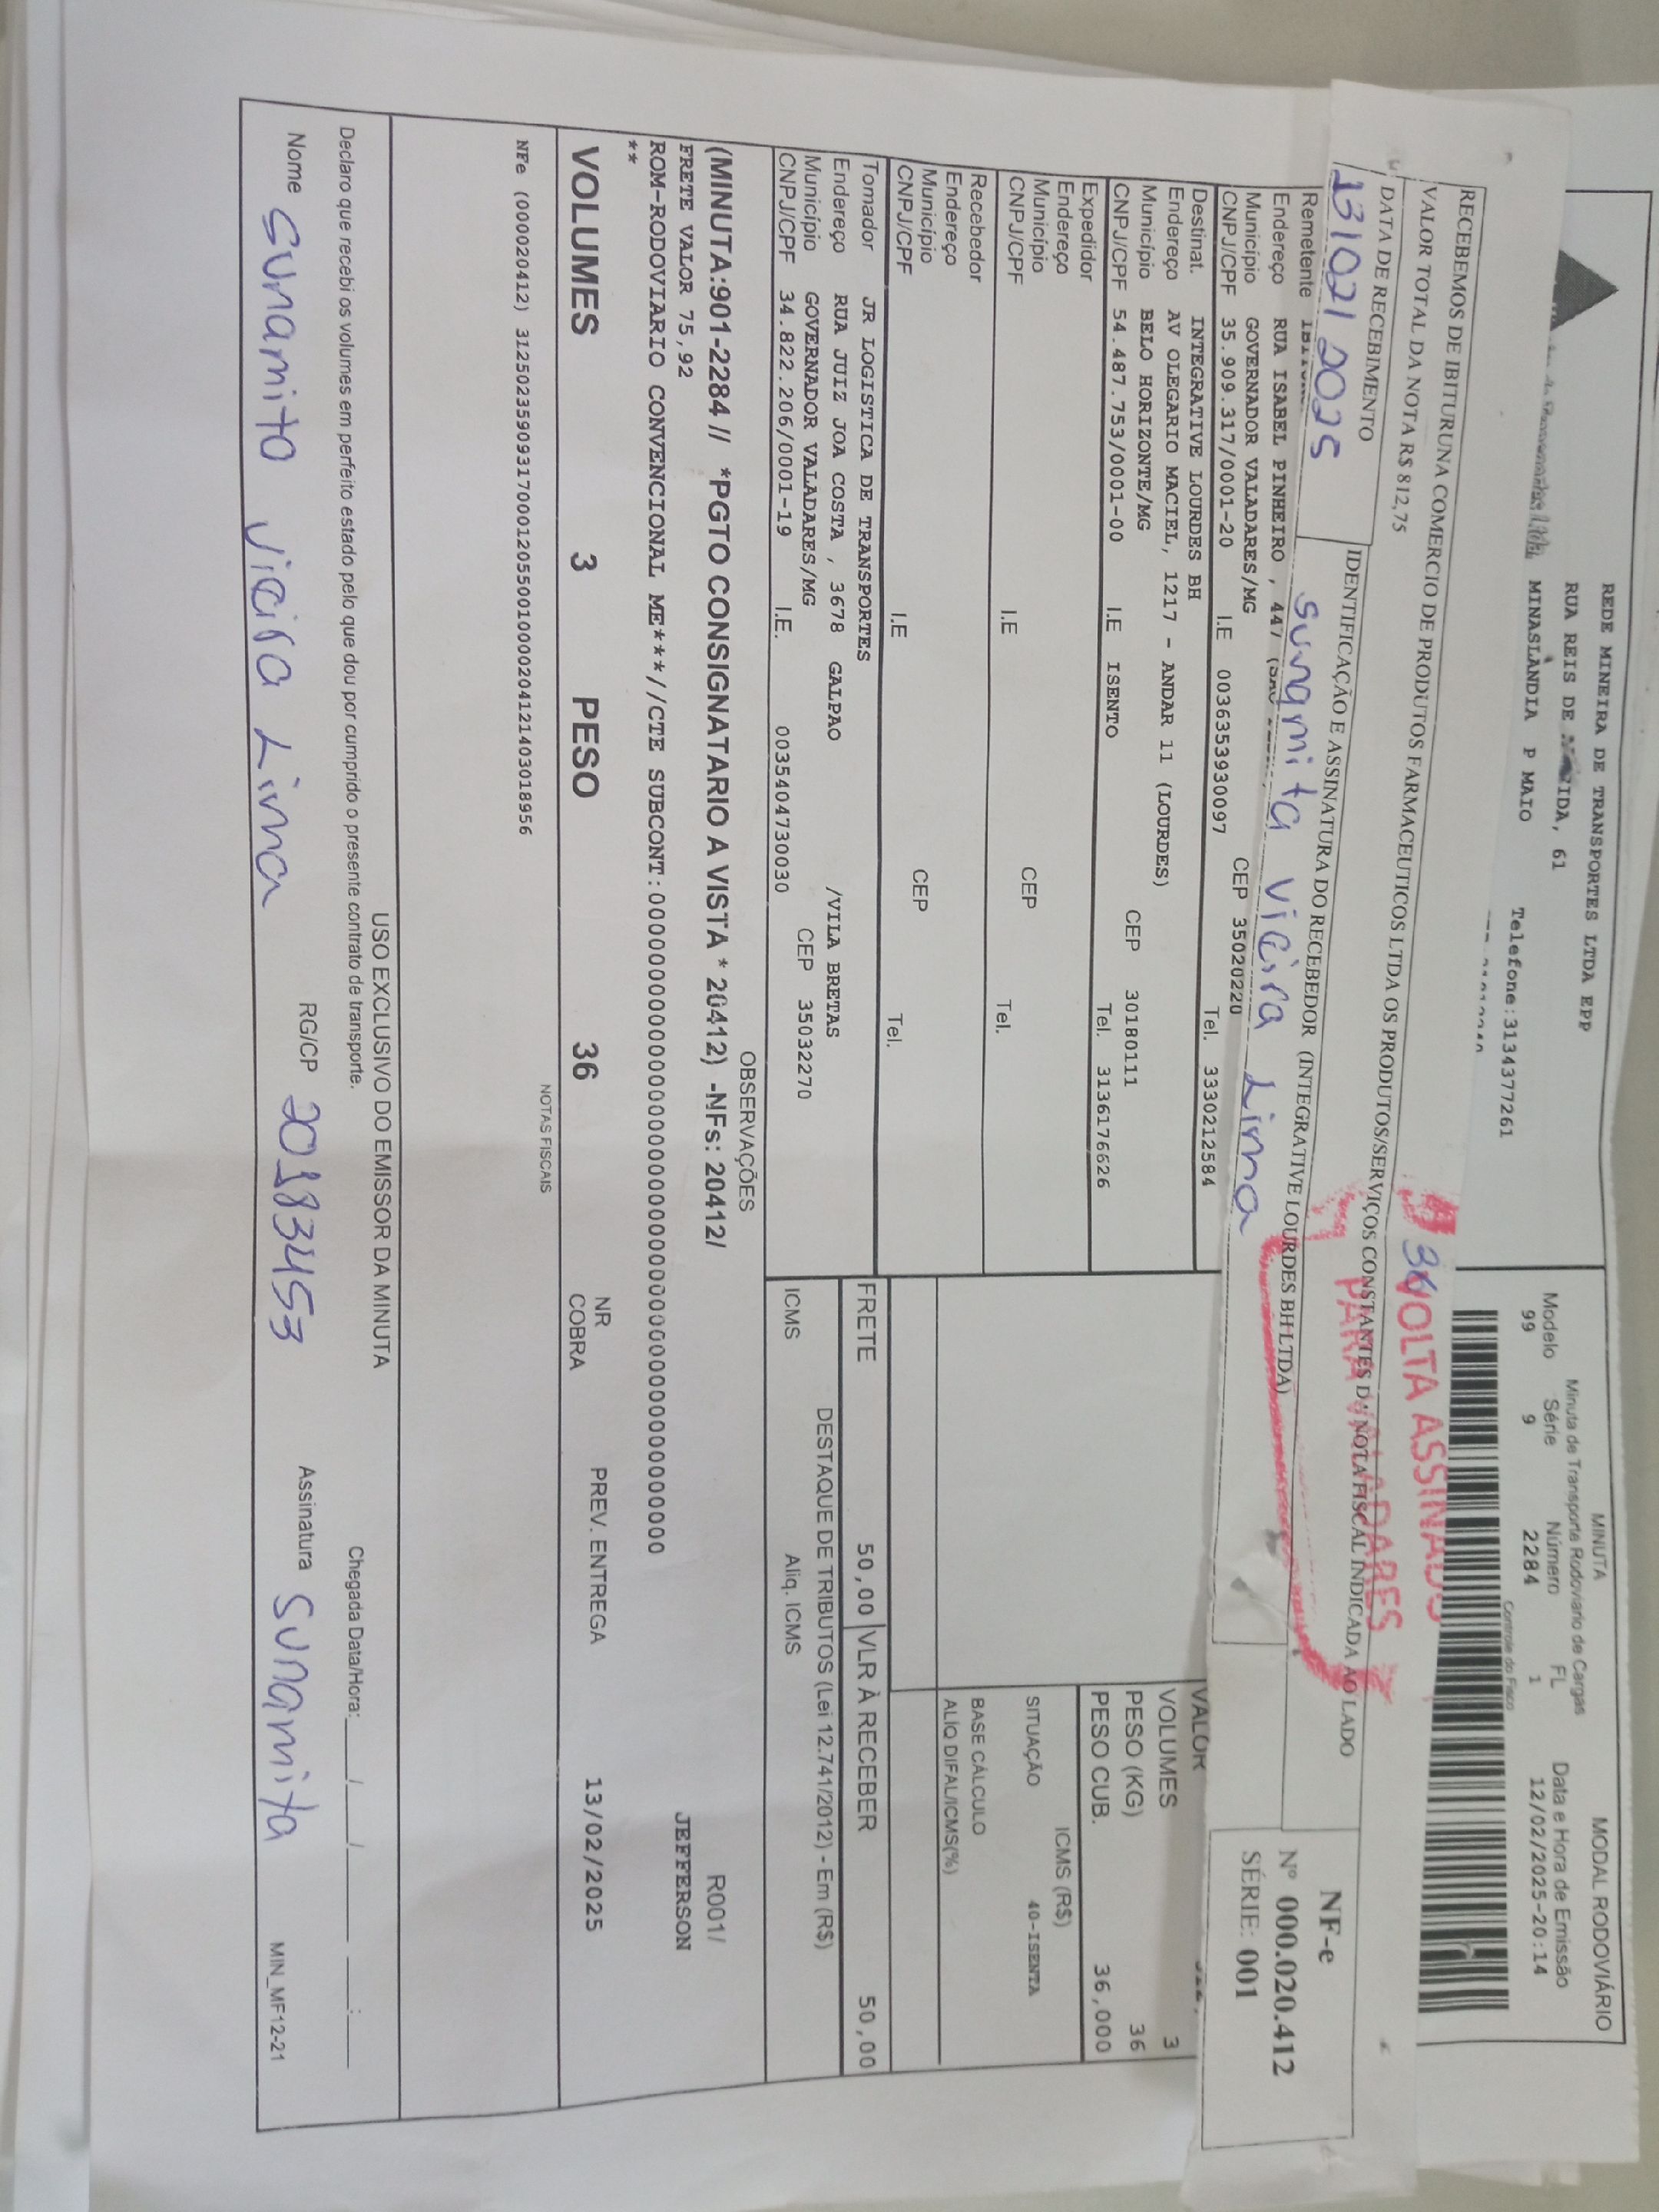 REDE MINEIRA DE TRANSPORTES LTDA EPP
RUA REIS DE 61
MINASLANDIA P MAIO Telefone:3134377261
MINUTA MODAL RODOVIÁRIO
Minuta de Transporte Rodoviario de Cargas
Modelo Série Número FL Data e Hora de Emissão
99 9 2284 1 12/02/2025-20:14
Controle do Fisco
RECEBEMOS DE IBITURUNA COMERCIO DE PRODUTOS FARMACEUTICOS LTDA OS PRODUTOS/SERVIÇOS CONSTANTES DA NOTA FISCAL INDICADA AO LADO
VALOR TOTAL DA NOTA R$ 812,75
VOLTA ASSINADO
PARA
DATA DE RECEBIMENTO
13/02/2025
IDENTIFICAÇÃO E ASSINATURA DO RECEBEDOR (INTEGRATIVE LOURDES BH LTDA)
Sunamita Vieira Lima
NF-e
Nº 000.020.412
SÉRIE: 001
Remetente
Endereço RUA ISABEL PINHEIRO , 447
Município GOVERNADOR VALADARES/MG CEP 35020220
CNPJ/CPF 35.909.317/0001-20 I.E 0036353930097 Tel. 3330212584
Destinat. INTEGRATIVE LOURDES BH
Endereço AV OLEGARIO MACIEL, 1217 - ANDAR 11 (LOURDES)
Município BELO HORIZONTE/MG CEP 30180111
CNPJ/CPF 54.487.753/0001-00 I.E ISENTO Tel. 3136176626
Expedidor
Endereço
Município CEP
CNPJ/CPF I.E Tel.
Recebedor
Endereço
Município CEP
CNPJ/CPF I.E Tel.
Tomador JR LOGISTICA DE TRANSPORTES
Endereço RUA JUIZ JOA COSTA , 3678 GALPAO /VILA BRETAS
Município GOVERNADOR VALADARES/MG CEP 35032270
CNPJ/CPF 34.822.206/0001-19 I.E. 0035404730030
VALOR
VOLUMES 3
PESO (KG) 36
PESO CUB. 36,000
ICMS (R$)
SITUAÇÃO 40-ISENTA
BASE CÁLCULO
ALÍQ DIFAL/ICMS(%)
FRETE 50,00 VLR À RECEBER 50,00
DESTAQUE DE TRIBUTOS (Lei 12.741/2012) - Em (R$)
ICMS Aliq. ICMS
OBSERVAÇÕES
(MINUTA:901-2284 // *PGTO CONSIGNATARIO A VISTA * 20412) -NFs: 20412/ R001/
FRETE VALOR 75,92 JEFFERSON
ROM-RODOVIARIO CONVENCIONAL ME****//CTE SUBCONT:
**
VOLUMES 3 PESO 36 NR COBRA PREV. ENTREGA 13/02/2025
NOTAS FISCAIS
NFe (000020412) 31250235909317000120550010000204121403018956
USO EXCLUSIVO DO EMISSOR DA MINUTA
Declaro que recebi os volumes em perfeito estado pelo que dou por cumprido o presente contrato de transporte. Chegada Data/Hora:____/____/______ ____:____
Nome Sunamita Vieira Lima RG/CP 20183453 Assinatura Sunamita
MIN_MF12-21